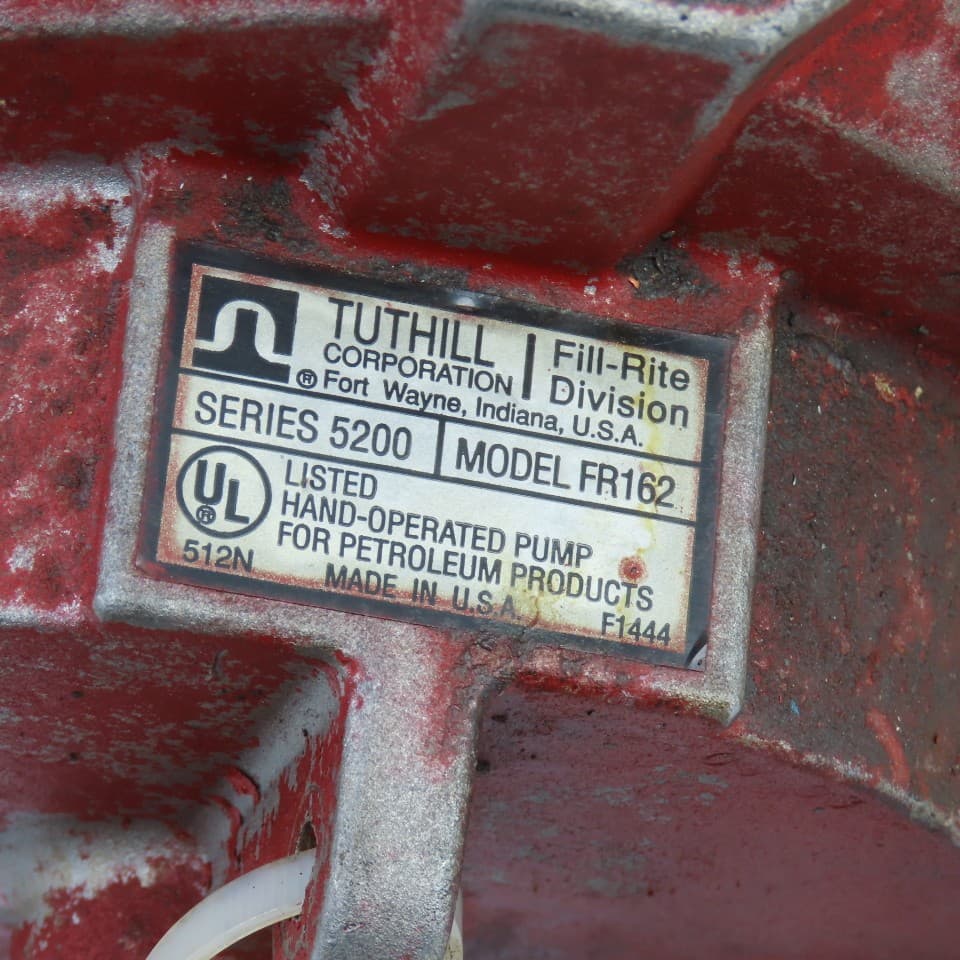 TUTHILL
CORPORATION
Fill-Rite
Division
® Fort Wayne, Indiana, U.S.A.
SERIES 5200
MODEL FR162
UL
®
LISTED
HAND-OPERATED PUMP
FOR PETROLEUM PRODUCTS
512N
MADE IN U.S.A.
F1444